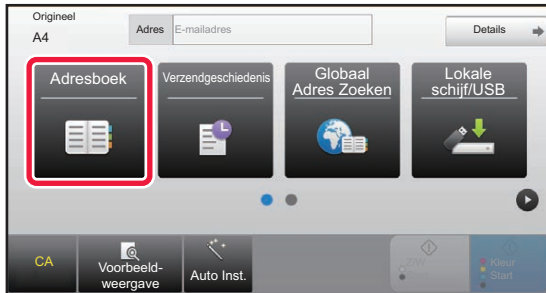 Origineel
A4
Adres
E-mailadres
Details
Adresboek
Verzendgeschiedenis
Globaal
Adres Zoeken
Lokale
schijf/USB
CA
Voorbeeld-
weergave
Auto Inst.
Z/W
Start
Kleur
Start